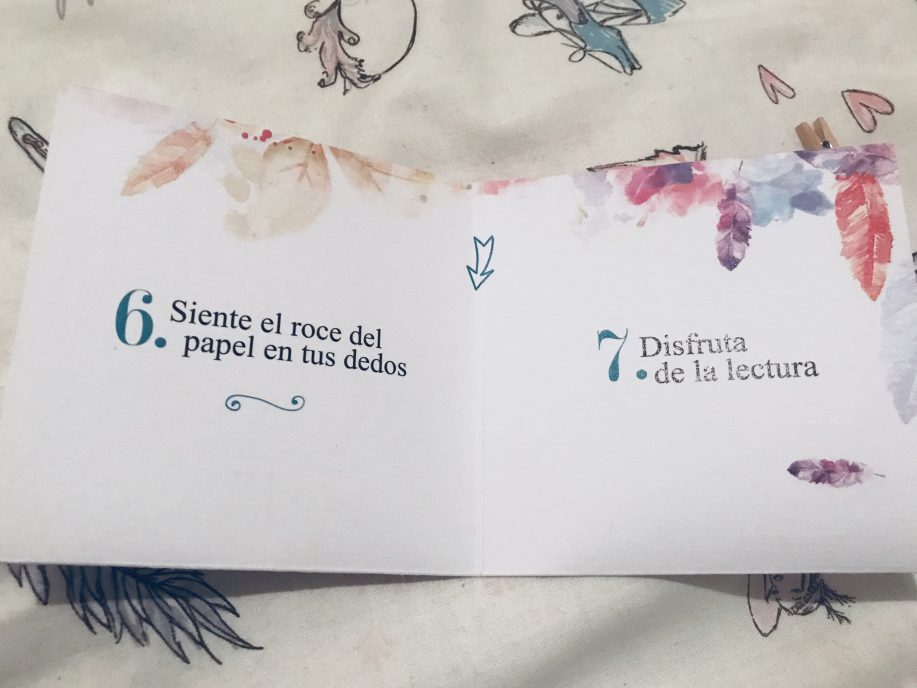 6. Siente el roce del
papel en tus dedos
7. Disfruta
de la lectura